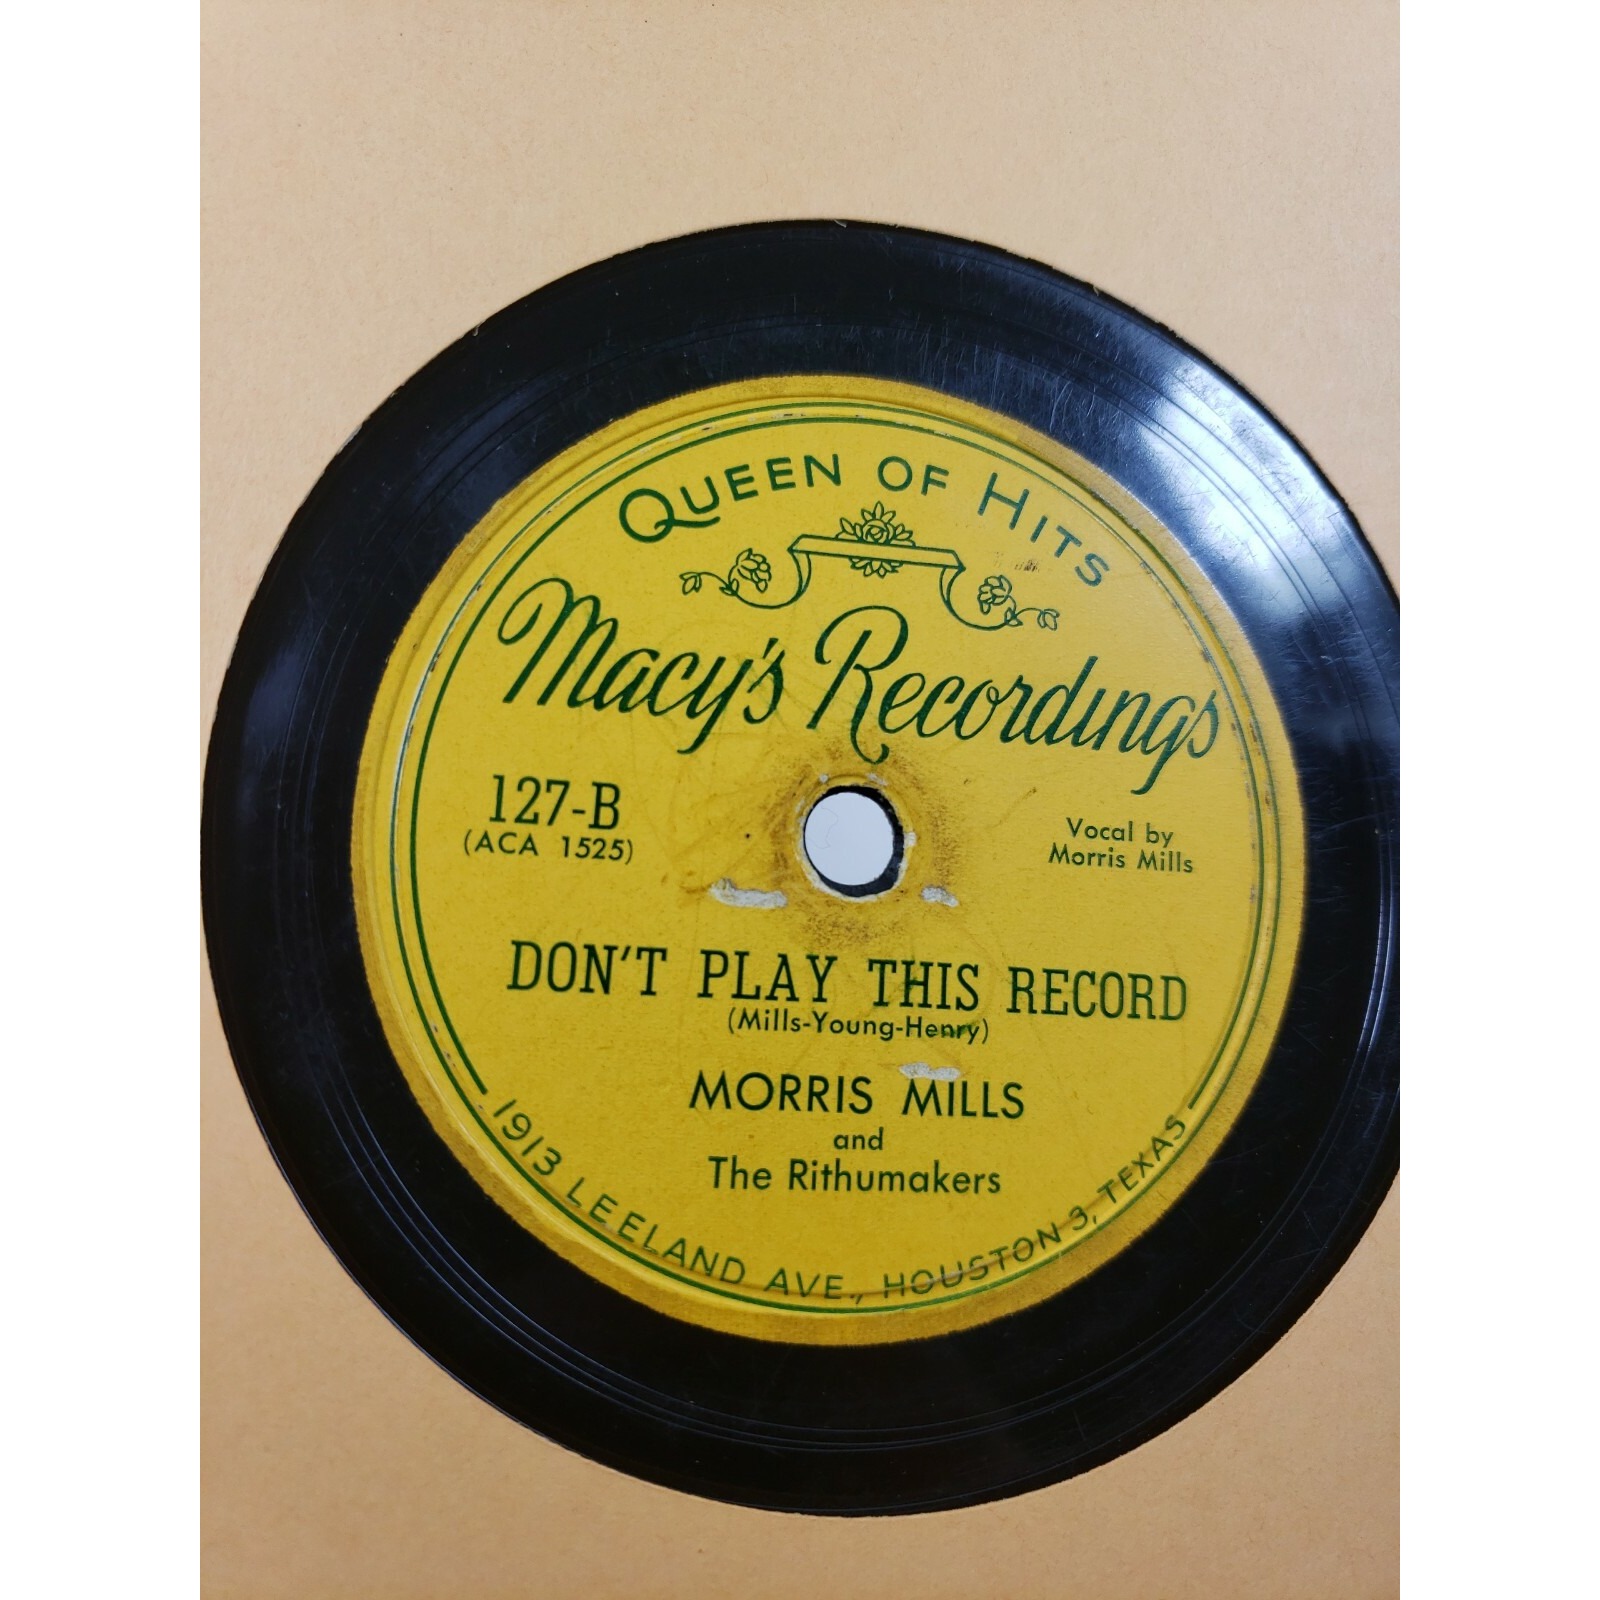 QUEEN OF HITS
Macy's Recordings
127-B
(ACA 1525)
Vocal by
Morris Mills
DON'T PLAY THIS RECORD
(Mills-Young-Henry)
MORRIS MILLS
and
The Rithumakers
1913 LEELAND AVE., HOUSTON 3, TEXAS